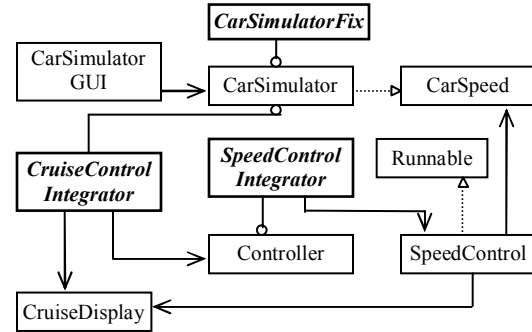 CarSimulatorFix
CarSimulator
GUI
CarSimulator
CarSpeed
CruiseControl
Integrator
SpeedControl
Integrator
Runnable
Controller
SpeedControl
CruiseDisplay